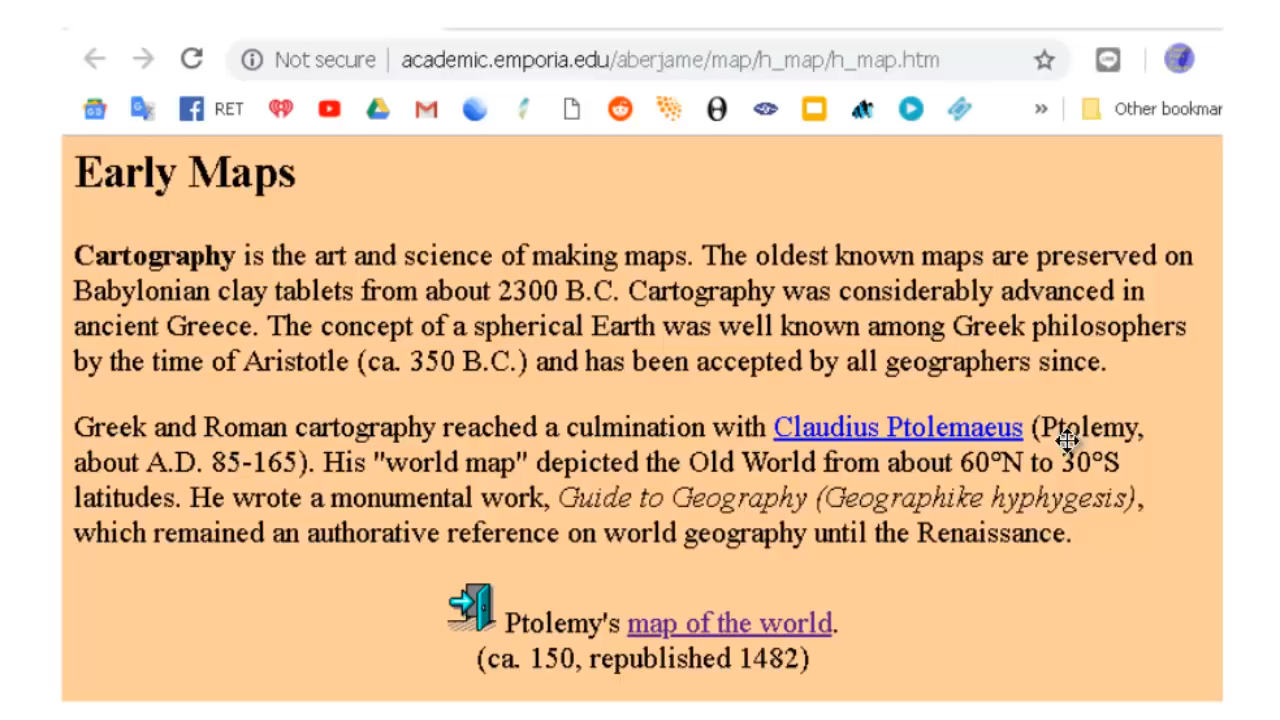 Not secure | academic.emporia.edu/aberjame/map/h_map/h_map.htm
RET
» Other bookmar
Early Maps
Cartography is the art and science of making maps. The oldest known maps are preserved on
Babylonian clay tablets from about 2300 B.C. Cartography was considerably advanced in
ancient Greece. The concept of a spherical Earth was well known among Greek philosophers
by the time of Aristotle (ca. 350 B.C.) and has been accepted by all geographers since.
Greek and Roman cartography reached a culmination with Claudius Ptolemaeus (Ptolemy,
about A.D. 85-165). His "world map" depicted the Old World from about 60°N to 30°S
latitudes. He wrote a monumental work, Guide to Geography (Geographike hyphygesis),
which remained an authorative reference on world geography until the Renaissance.
Ptolemy's map of the world.
(ca. 150, republished 1482)